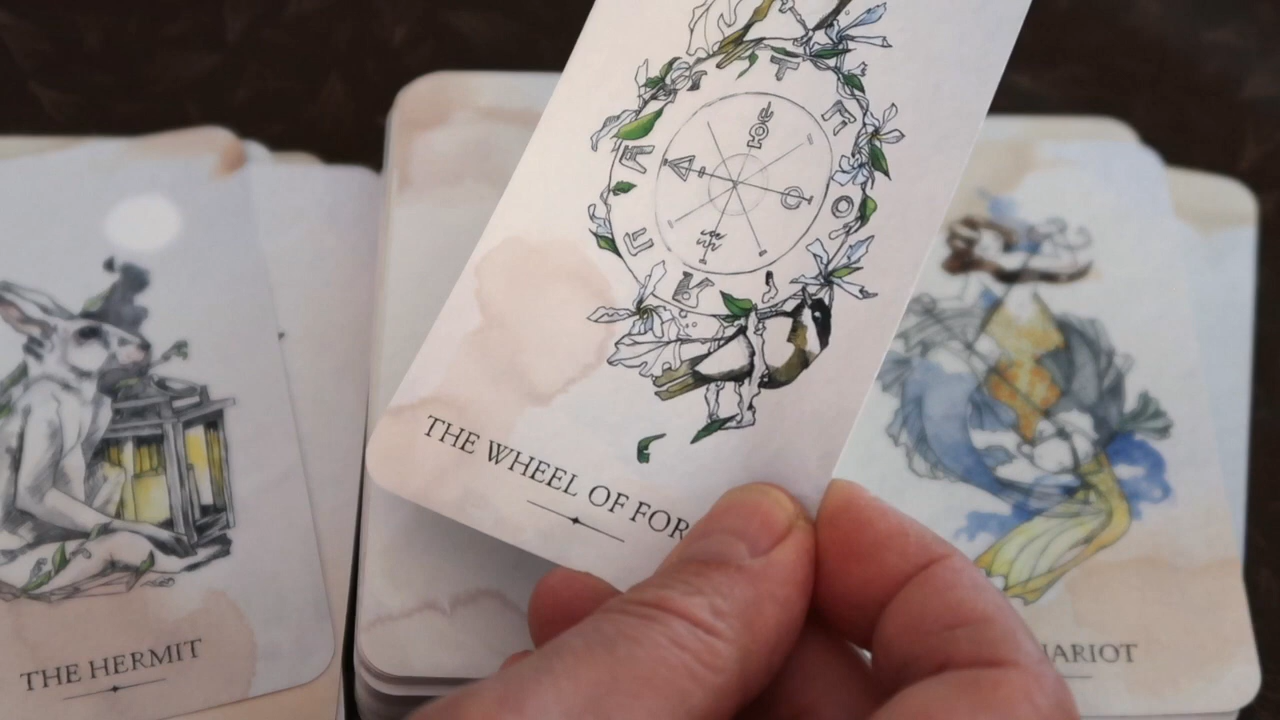 THE HERMIT
THE WHEEL OF FOR
HARIOT
T
O